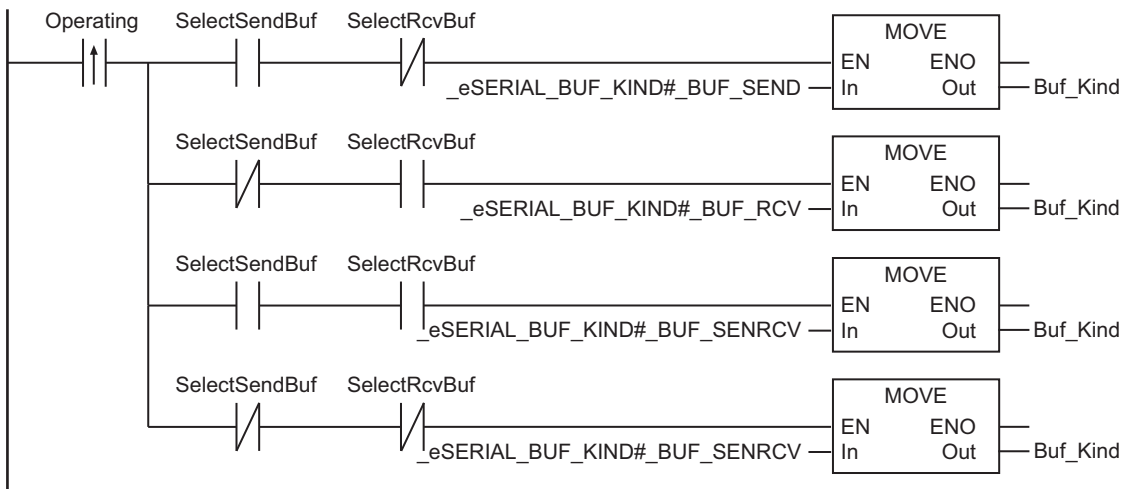 Operating SelectSendBuf SelectRcvBuf
MOVE
EN ENO
_eSERIAL_BUF_KIND#_BUF_SEND In Out Buf_Kind
SelectSendBuf SelectRcvBuf
MOVE
EN ENO
_eSERIAL_BUF_KIND#_BUF_RCV In Out Buf_Kind
SelectSendBuf SelectRcvBuf
MOVE
EN ENO
_eSERIAL_BUF_KIND#_BUF_SENRCV In Out Buf_Kind
SelectSendBuf SelectRcvBuf
MOVE
EN ENO
_eSERIAL_BUF_KIND#_BUF_SENRCV In Out Buf_Kind